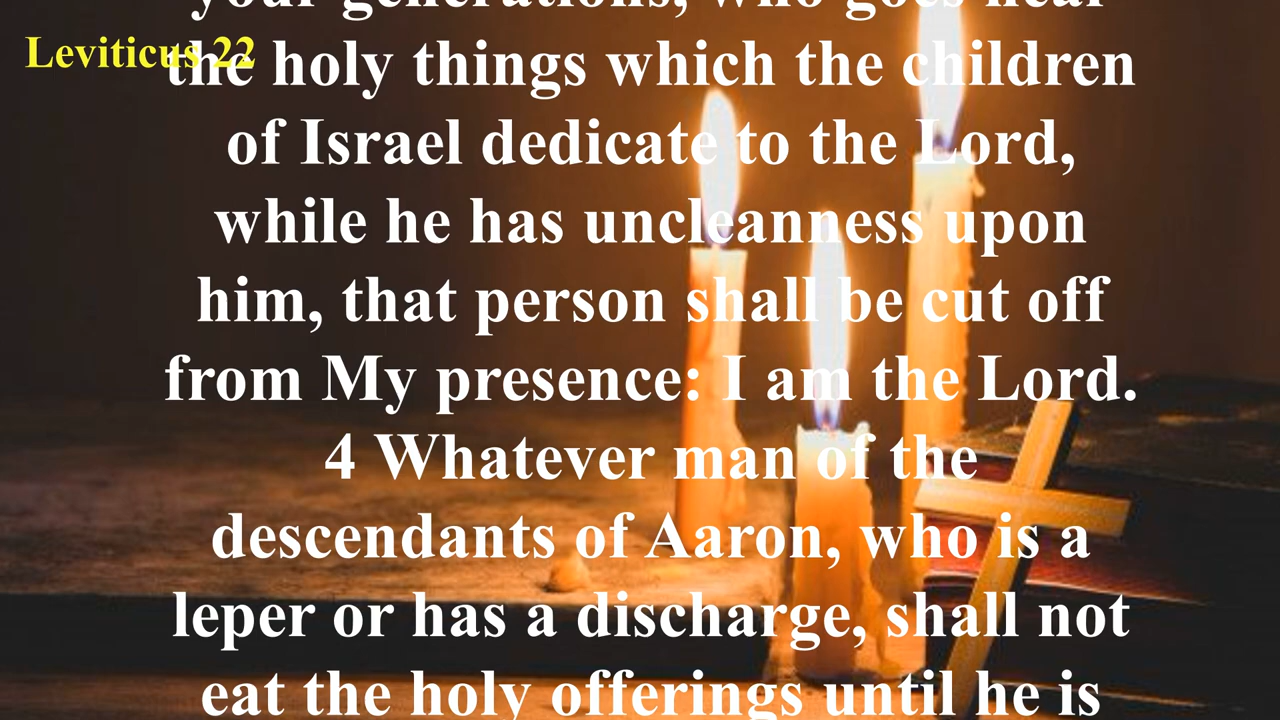 your generations, who goes near
Leviticus 22
the holy things which the children
of Israel dedicate to the Lord,
while he has uncleanness upon
him, that person shall be cut off
from My presence: I am the Lord.
4 Whatever man of the
descendants of Aaron, who is a
leper or has a discharge, shall not
eat the holy offerings until he is